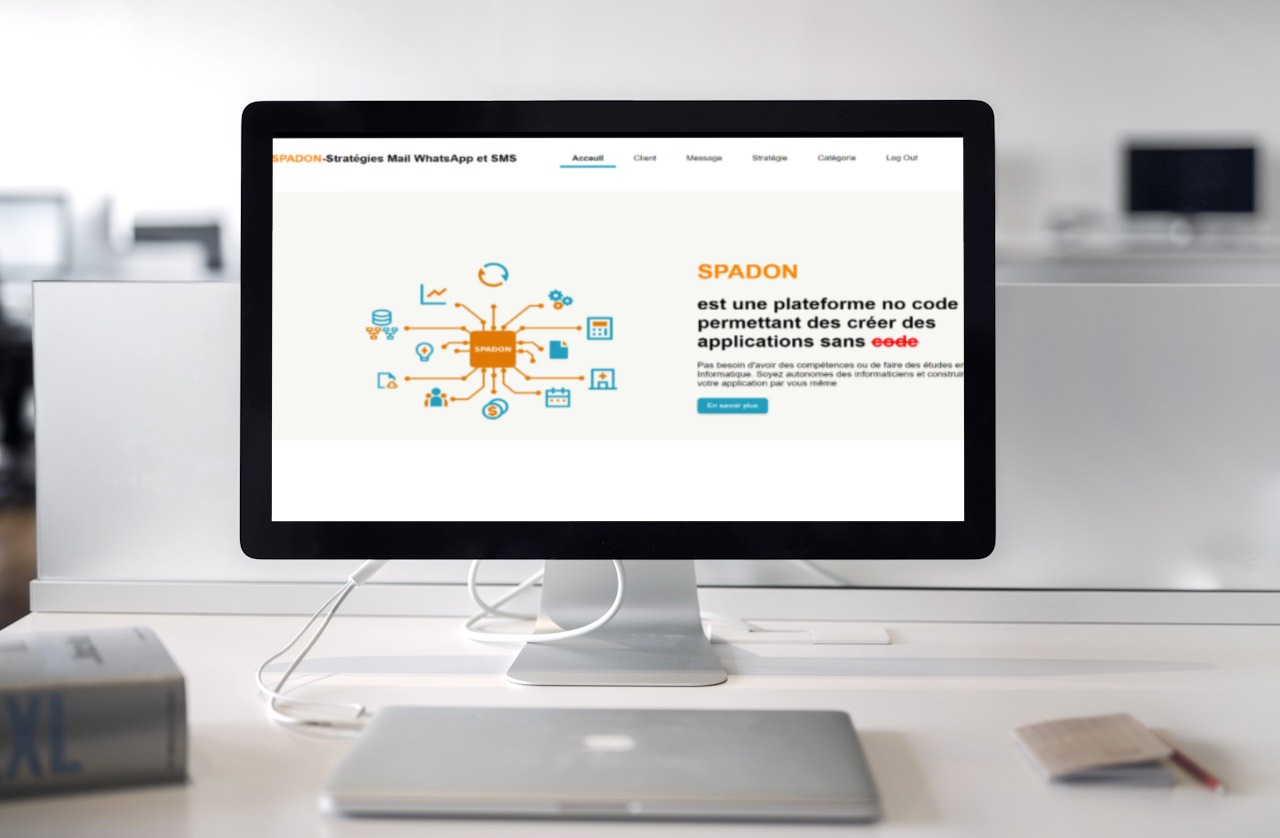 SPADON-Stratégies Mail WhatsApp et SMS
Acceuil Client Message Stratégie Catégorie Log Out
SPADON
SPADON
est une plateforme no code
permettant des créer des
applications sans code
Pas besoin d'avoir des compétences ou de faire des études en
Informatique. Soyez autonomes des informaticiens et construir
votre application par vous même
En savoir plus
XL